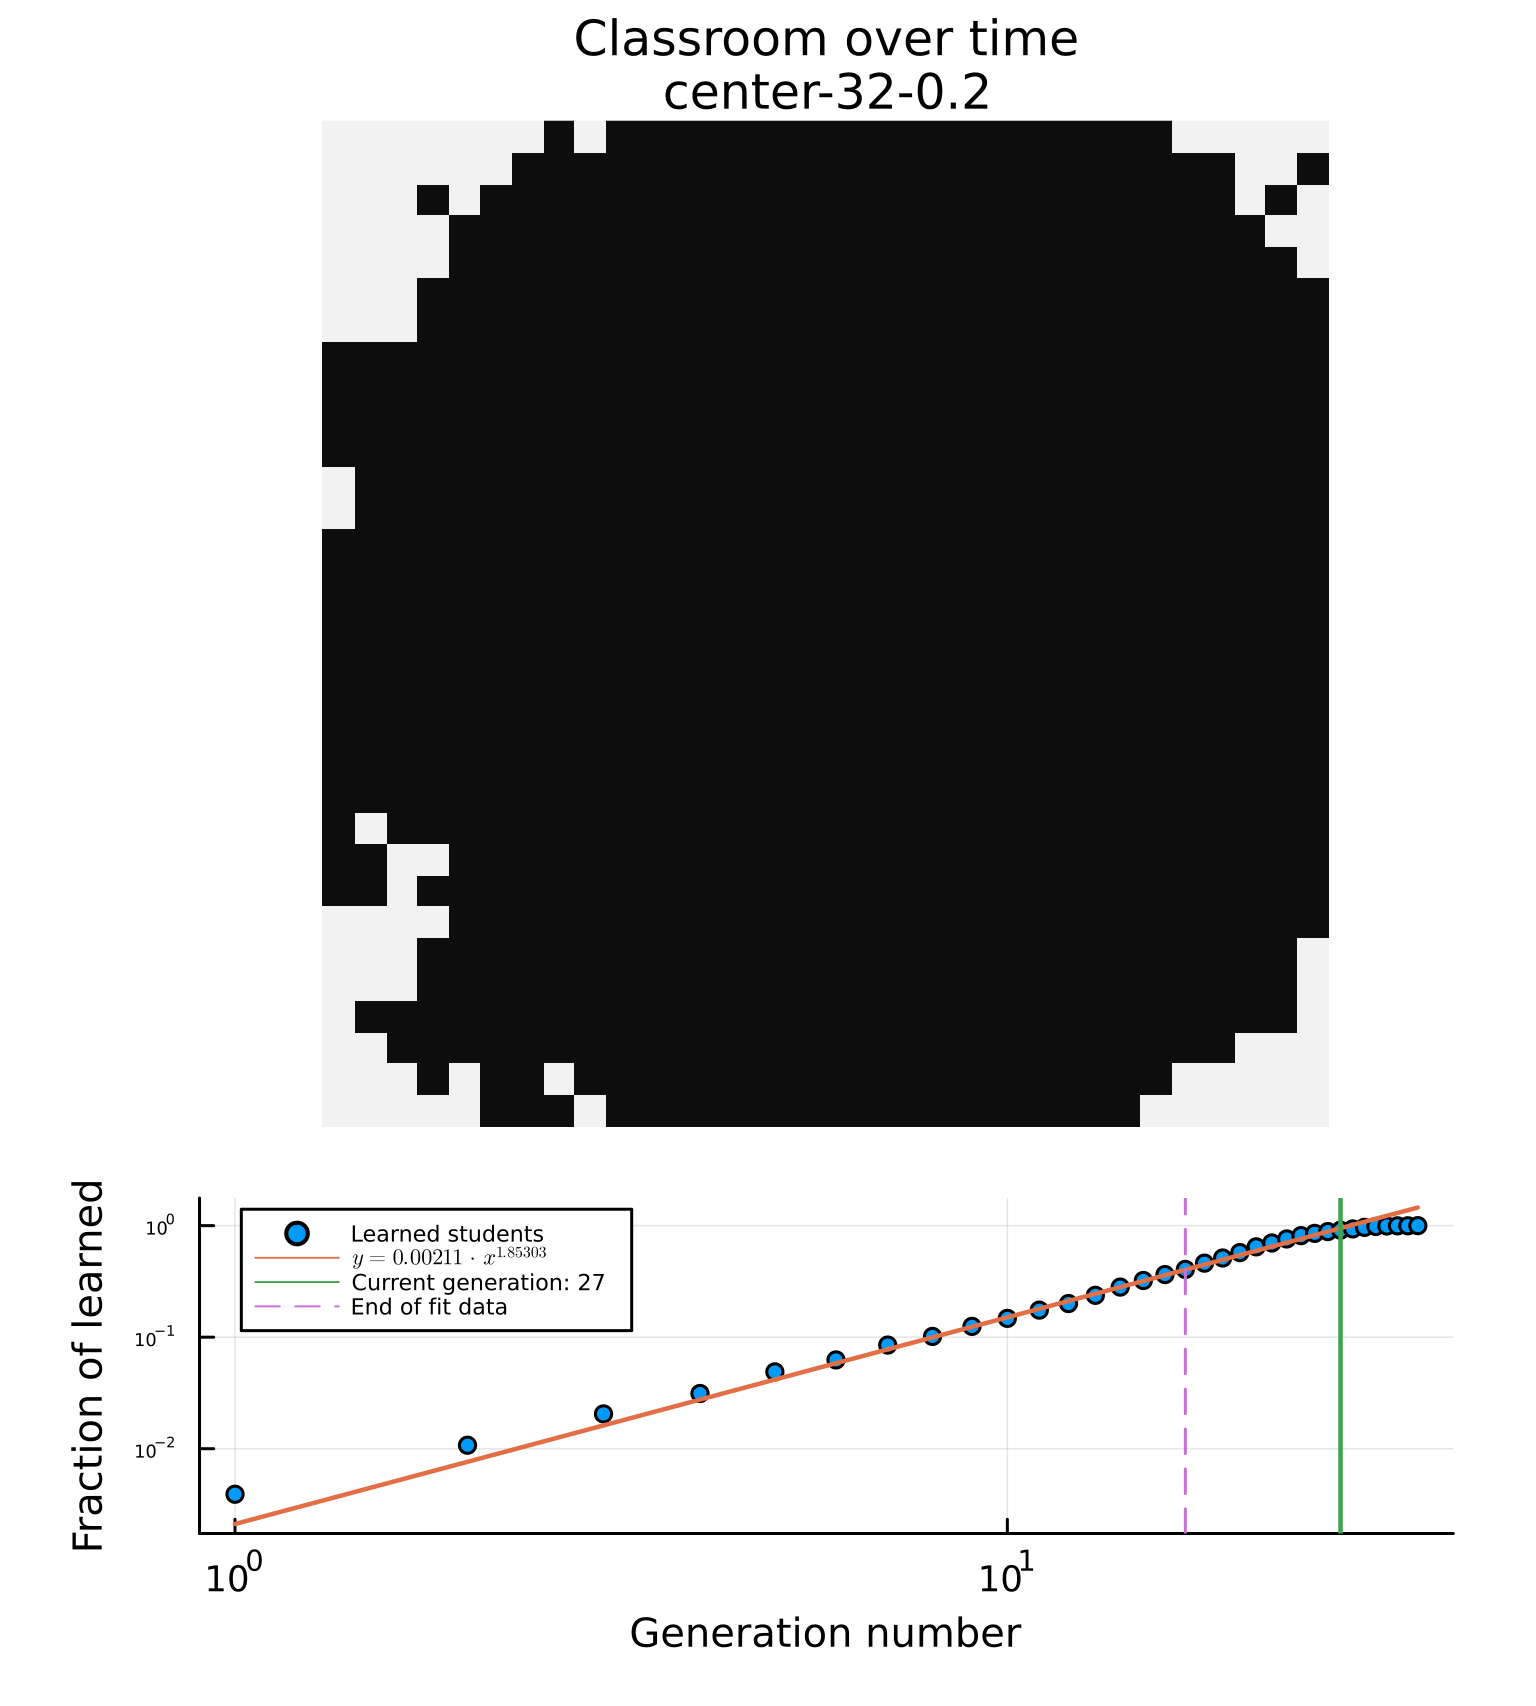 Classroom over time
center-32-0.2
Fraction of learned
10⁰
10⁻¹
10⁻²
Learned students
y = 0.00211 · x^1.85303
Current generation: 27
End of fit data
10⁰
10¹
Generation number